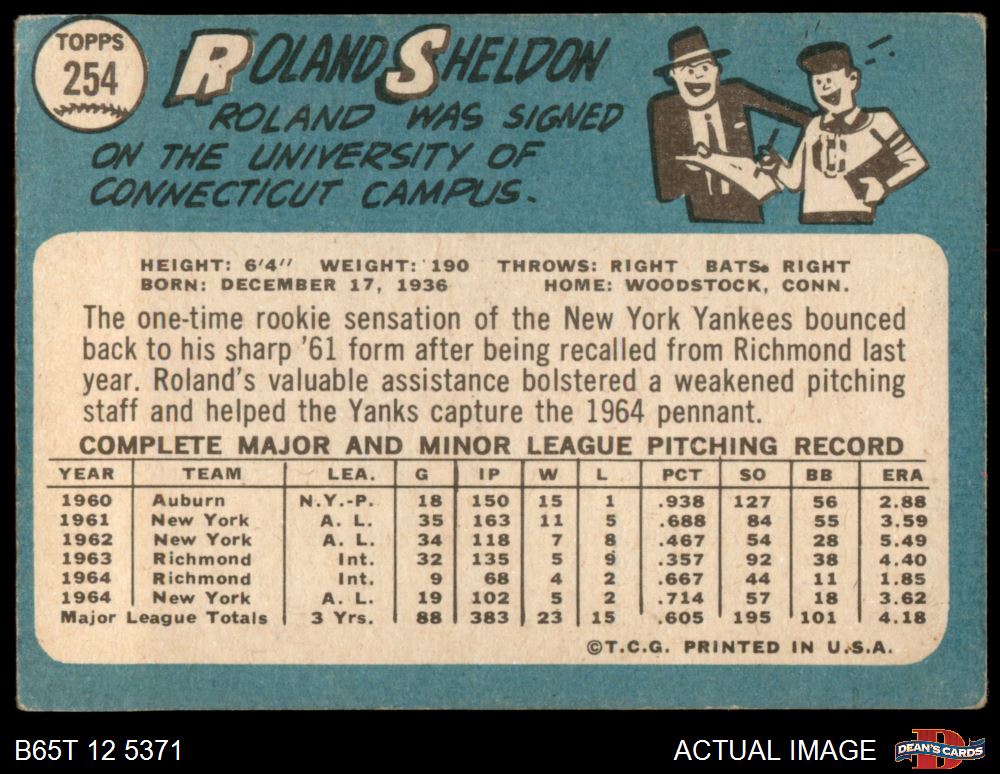 TOPPS
254
ROLAND SHELDON
ROLAND WAS SIGNED
ON THE UNIVERSITY OF
CONNECTICUT CAMPUS.
HEIGHT: 6'4" WEIGHT: 190 THROWS: RIGHT BATS: RIGHT
BORN: DECEMBER 17, 1936 HOME: WOODSTOCK, CONN.
The one-time rookie sensation of the New York Yankees bounced
back to his sharp '61 form after being recalled from Richmond last
year. Roland's valuable assistance bolstered a weakened pitching
staff and helped the Yanks capture the 1964 pennant.
COMPLETE MAJOR AND MINOR LEAGUE PITCHING RECORD
YEAR TEAM LEA. G IP W L PCT SO BB ERA
1960 Auburn N.Y.-P. 18 150 15 1 .938 127 56 2.88
1961 New York A. L. 35 163 11 5 .688 84 55 3.59
1962 New York A. L. 34 118 7 8 .467 54 28 5.49
1963 Richmond Int. 32 135 5 9 .357 92 38 4.40
1964 Richmond Int. 9 68 4 2 .667 44 11 1.85
1964 New York A. L. 19 102 5 2 .714 57 18 3.62
Major League Totals 3 Yrs. 88 383 23 15 .605 195 101 4.18
©T.C.G. PRINTED IN U.S.A.
B65T 12 5371 ACTUAL IMAGE DEAN'S CARDS